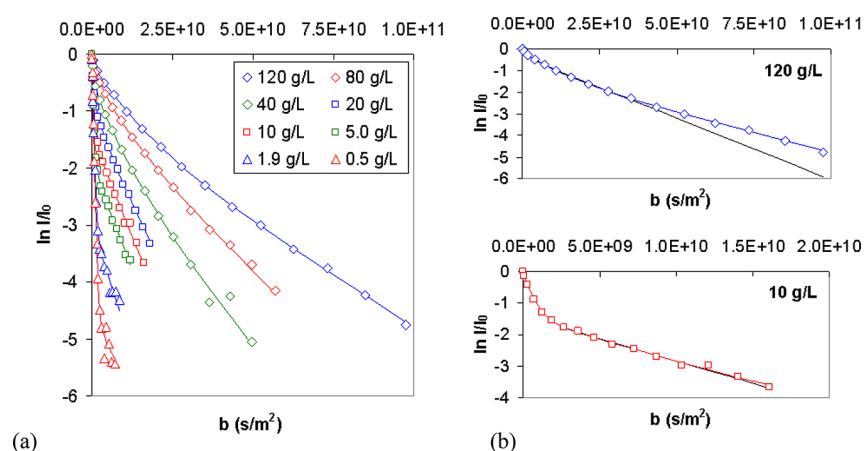 0.0E+00 2.5E+10 5.0E+10 7.5E+10 1.0E+11
0
-1
-2
-3
-4
-5
-6
ln I/I₀
120 g/L 80 g/L
40 g/L 20 g/L
10 g/L 5.0 g/L
1.9 g/L 0.5 g/L
b (s/m²)
(a)
0.0E+00 2.5E+10 5.0E+10 7.5E+10 1.0E+11
120 g/L
0
-1
-2
-3
-4
-5
-6
ln I/I₀
b (s/m²)
0.0E+00 5.0E+09 1.0E+10 1.5E+10 2.0E+10
10 g/L
0
-1
-2
-3
-4
ln I/I₀
b (s/m²)
(b)